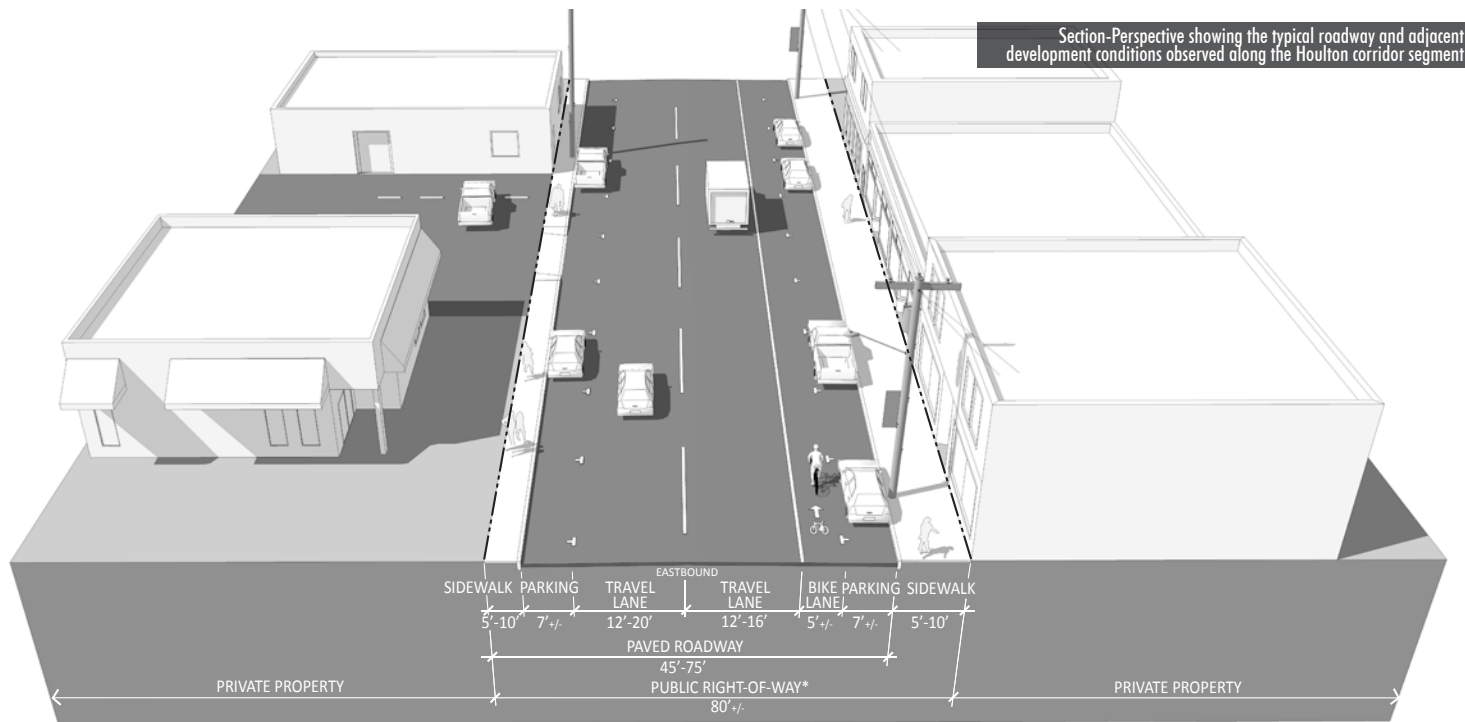 Section-Perspective showing the typical roadway and adjacent
development conditions observed along the Houlton corridor segment
EASTBOUND
SIDEWALK PARKING TRAVEL LANE TRAVEL LANE BIKE LANE PARKING SIDEWALK
5'-10' 7'+/- 12'-20' 12'-16' 5'+/- 7'+/- 5'-10'
PAVED ROADWAY
45'-75'
PRIVATE PROPERTY PUBLIC RIGHT-OF-WAY* PRIVATE PROPERTY
80'+/-